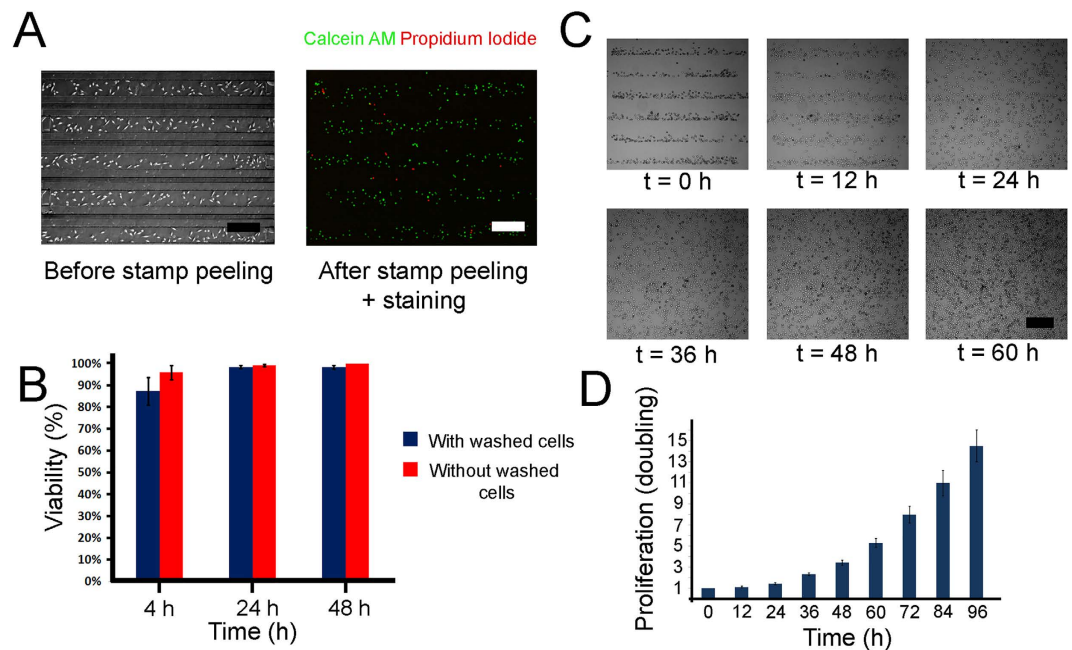 A
Calcein AM Propidium Iodide
Before stamp peeling
After stamp peeling
+ staining
B
Viability (%)
100%
90%
80%
70%
60%
50%
40%
30%
20%
10%
0%
4 h
24 h
48 h
Time (h)
With washed cells
Without washed
cells
C
t = 0 h
t = 12 h
t = 24 h
t = 36 h
t = 48 h
t = 60 h
D
Proliferation (doubling)
15
13
11
9
7
5
3
1
0 12 24 36 48 60 72 84 96
Time (h)